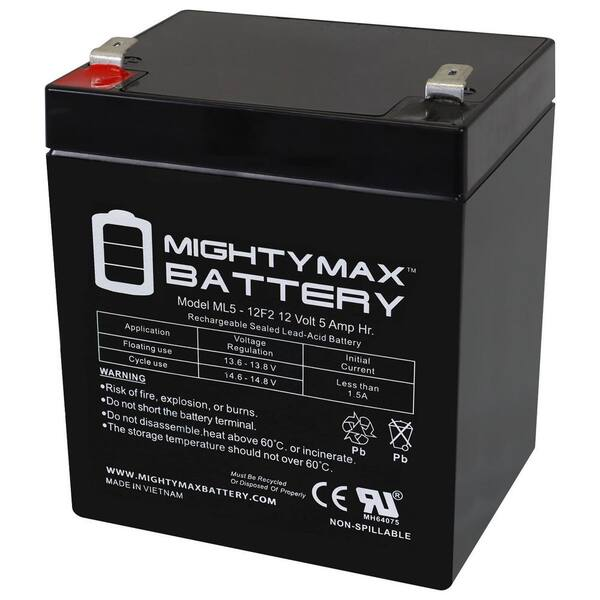 MIGHTY MAX™
BATTERY
Model ML5 - 12F2 12 Volt 5 Amp Hr.
Rechargeable Sealed Lead-Acid Battery
Application Voltage Regulation Initial Current
Floating use 13.6 - 13.8 V Less than 1.5A
Cycle use 14.6 - 14.8 V
WARNING
•Risk of fire, explosion, or burns.
•Do not short the battery terminal.
•Do not disassemble.heat above 60°C. or incinerate.
•The storage temperature should not over 60°C.
Pb Pb
WWW.MIGHTYMAXBATTERY.COM
MADE IN VIETNAM
Must Be Recycled
Or Disposed Of Properly
CE RU ®
MH64075
NON-SPILLABLE